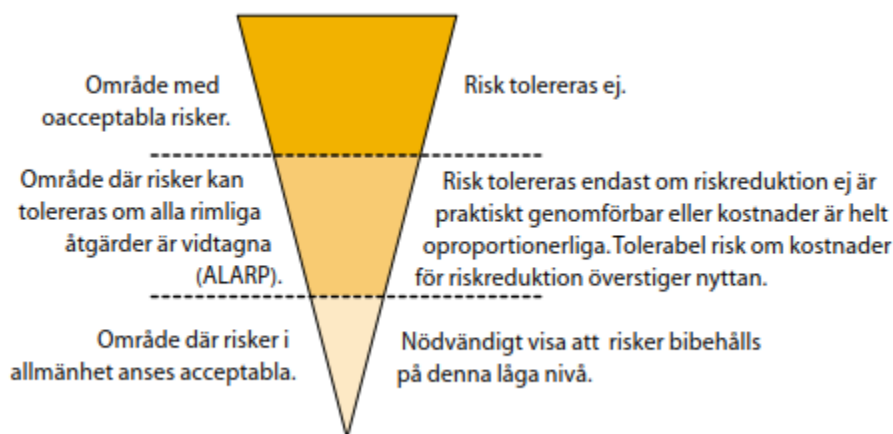 Område med
oacceptabla risker.
Risk tolereras ej.
Område där risker kan
tolereras om alla rimliga
åtgärder är vidtagna
(ALARP).
Risk tolereras endast om riskreduktion ej är
praktiskt genomförbar eller kostnader är helt
oproportionerliga.Tolerabel risk om kostnader
för riskreduktion överstiger nyttan.
Område där risker i
allmänhet anses acceptabla.
Nödvändigt visa att risker bibehålls
på denna låga nivå.